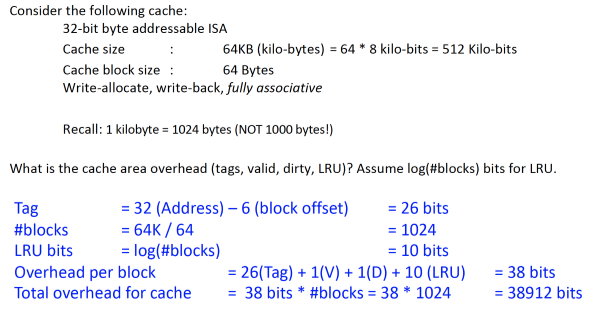 Consider the following cache:
32-bit byte addressable ISA
Cache size : 64KB (kilo-bytes) = 64 * 8 kilo-bits = 512 Kilo-bits
Cache block size : 64 Bytes
Write-allocate, write-back, fully associative
Recall: 1 kilobyte = 1024 bytes (NOT 1000 bytes!)
What is the cache area overhead (tags, valid, dirty, LRU)? Assume log(#blocks) bits for LRU.
Tag = 32 (Address) – 6 (block offset) = 26 bits
#blocks = 64K / 64 = 1024
LRU bits = log(#blocks) = 10 bits
Overhead per block = 26(Tag) + 1(V) + 1(D) + 10 (LRU) = 38 bits
Total overhead for cache = 38 bits * #blocks = 38 * 1024 = 38912 bits